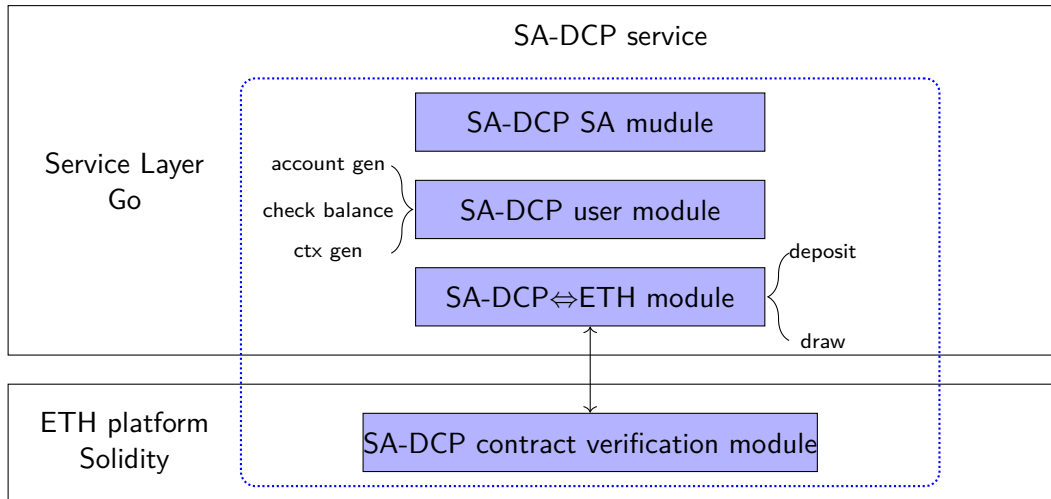 SA-DCP service
SA-DCP SA mudule
Service Layer
Go
account gen
check balance
ctx gen
SA-DCP user module
deposit
SA-DCP⇔ETH module
draw
ETH platform
Solidity
SA-DCP contract verification module